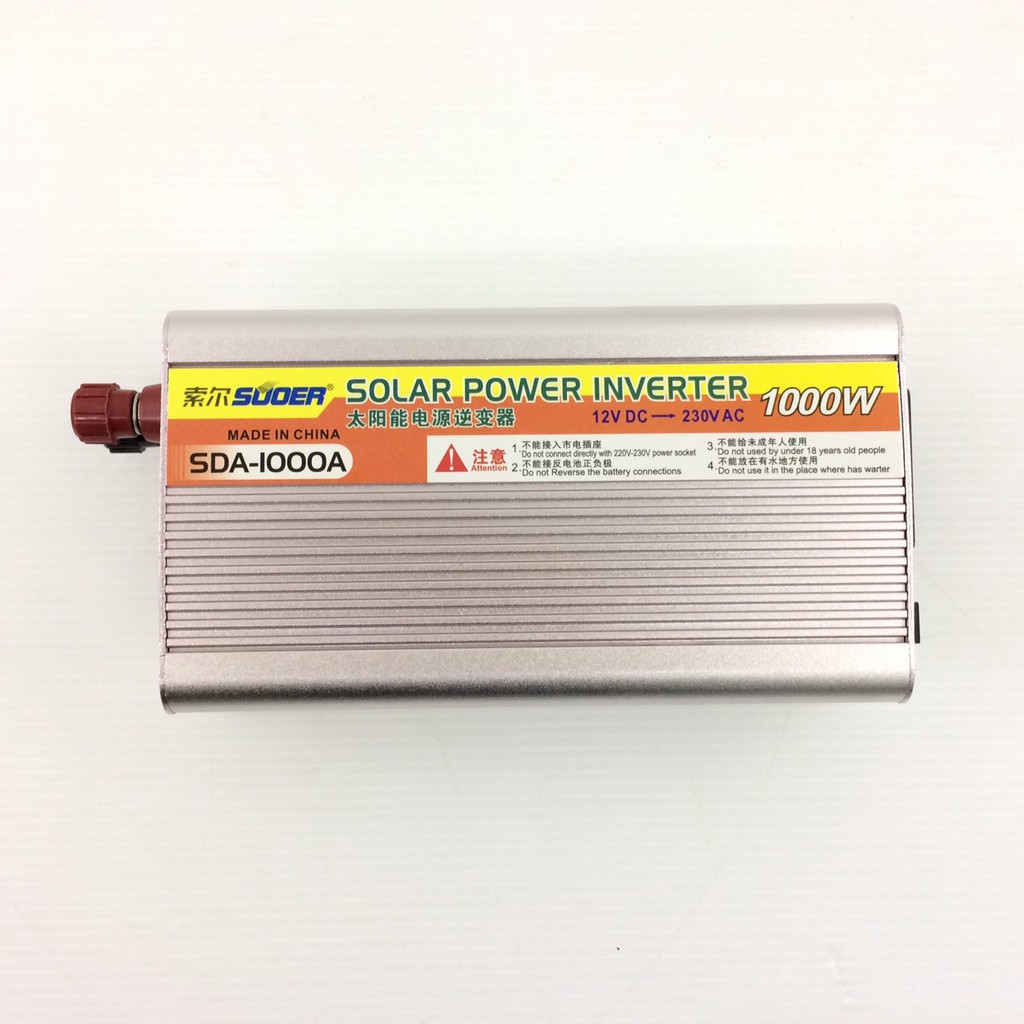 索尔 SUOER® SOLAR POWER INVERTER 1000W
太阳能电源逆变器 12V DC → 230V AC
MADE IN CHINA
SDA-1000A
注意
Attention
1 不能接入市电插座
Do not connect directly with 220V-230V power socket
2 不能接反电池正负极
Do not Reverse the battery connections
3 不能给未成年人使用
Do not used by under 18 years old people
4 不能放在有水地方使用
Do not use it in the place where has warter